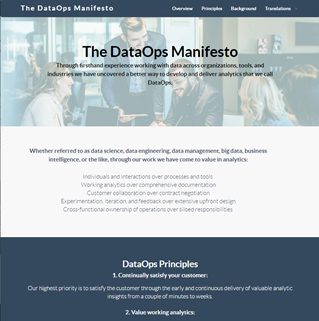 The DataOps Manifesto
Overview Principles Background Translations
The DataOps Manifesto
Through firsthand experience working with data across organizations, tools, and
industries we have uncovered a better way to develop and deliver analytics that we call
DataOps.
Whether referred to as data science, data engineering, data management, big data, business
intelligence, or the like, through our work we have come to value in analytics:
Individuals and interactions over processes and tools
Working analytics over comprehensive documentation
Customer collaboration over contract negotiation
Experimentation, iteration, and feedback over extensive upfront design
Cross-functional ownership of operations over siloed responsibilities
DataOps Principles
1. Continually satisfy your customer:
Our highest priority is to satisfy the customer through the early and continuous delivery of valuable analytic
insights from a couple of minutes to weeks.
2. Value working analytics: